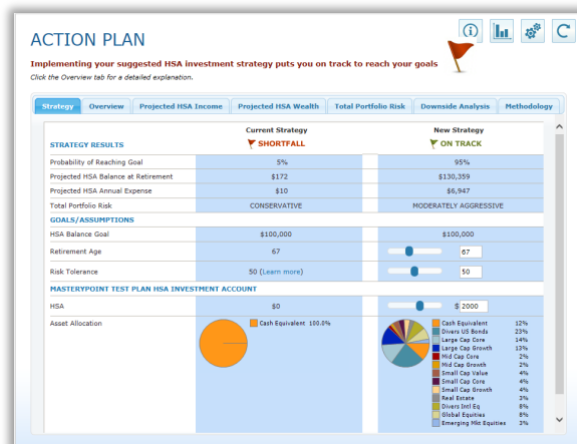 ACTION PLAN
Implementing your suggested HSA investment strategy puts you on track to reach your goals
Click the Overview tab for a detailed explanation.
Strategy Overview Projected HSA Income Projected HSA Wealth Total Portfolio Risk Downside Analysis Methodology
Current Strategy New Strategy
STRATEGY RESULTS SHORTFALL ON TRACK
Probability of Reaching Goal 5% 95%
Projected HSA Balance at Retirement $172 $130,359
Projected HSA Annual Expense $10 $6,947
Total Portfolio Risk CONSERVATIVE MODERATELY AGGRESSIVE
GOALS/ASSUMPTIONS
HSA Balance Goal $100,000 $100,000
Retirement Age 67 67
Risk Tolerance 50 (Learn more) 50
MASTERYPOINT TEST PLAN HSA INVESTMENT ACCOUNT
HSA $0 $ 2000
Asset Allocation Cash Equivalent 100.0% Cash Equivalent 12%
Divers US Bonds 23%
Large Cap Core 14%
Large Cap Growth 13%
Mid Cap Core 2%
Mid Cap Growth 2%
Small Cap Value 4%
Small Cap Core 4%
Small Cap Growth 4%
Real Estate 3%
Divers Intl Eq 8%
Global Equities 8%
Emerging Mkt Equities 3%